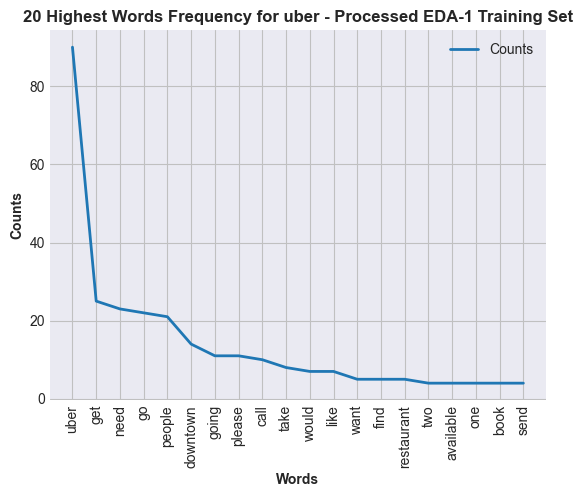 20 Highest Words Frequency for uber - Processed EDA-1 Training Set
Counts
80
60
40
20
0
Counts
uber
get
need
go
people
downtown
going
please
call
take
would
like
want
find
restaurant
two
available
one
book
send
Words